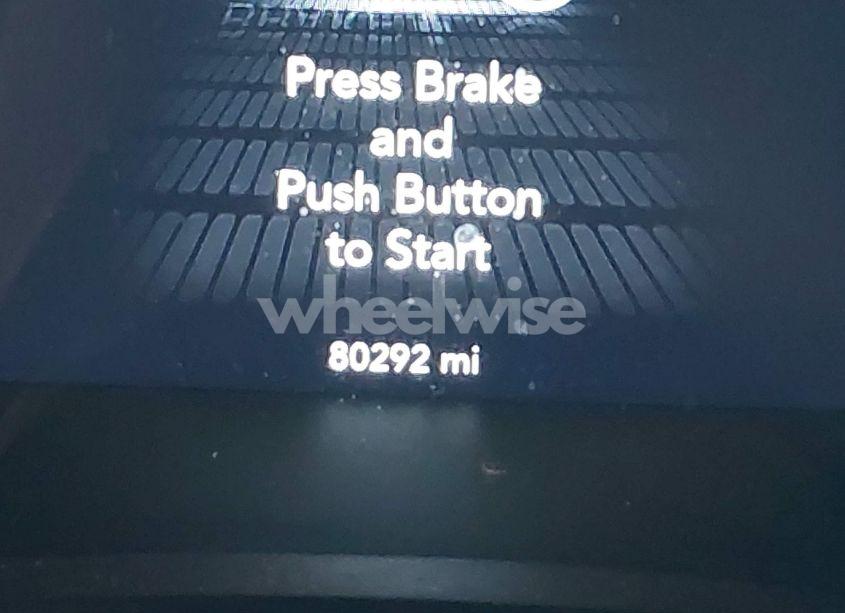 Press Brake
and
Push Button
to Start
wheelwise
80292 mi